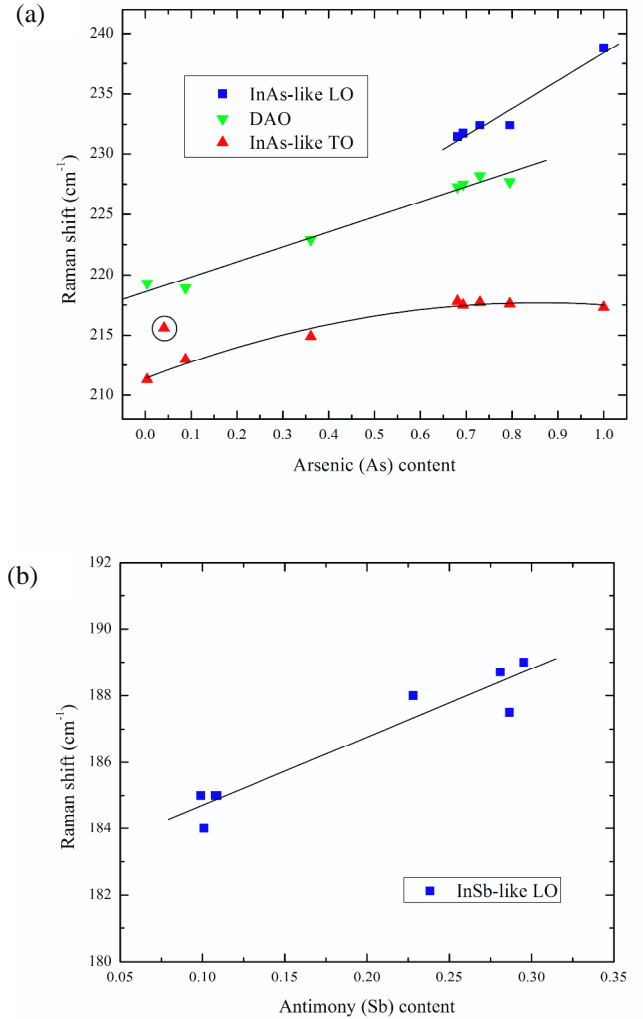 (a)
240
235
230
225
220
215
210
Raman shift (cm-1)
InAs-like LO
DAO
InAs-like TO
0.0 0.1 0.2 0.3 0.4 0.5 0.6 0.7 0.8 0.9 1.0
Arsenic (As) content
(b)
192
190
188
186
184
182
180
Raman shift (cm-1)
InSb-like LO
0.05 0.10 0.15 0.20 0.25 0.30 0.35
Antimony (Sb) content